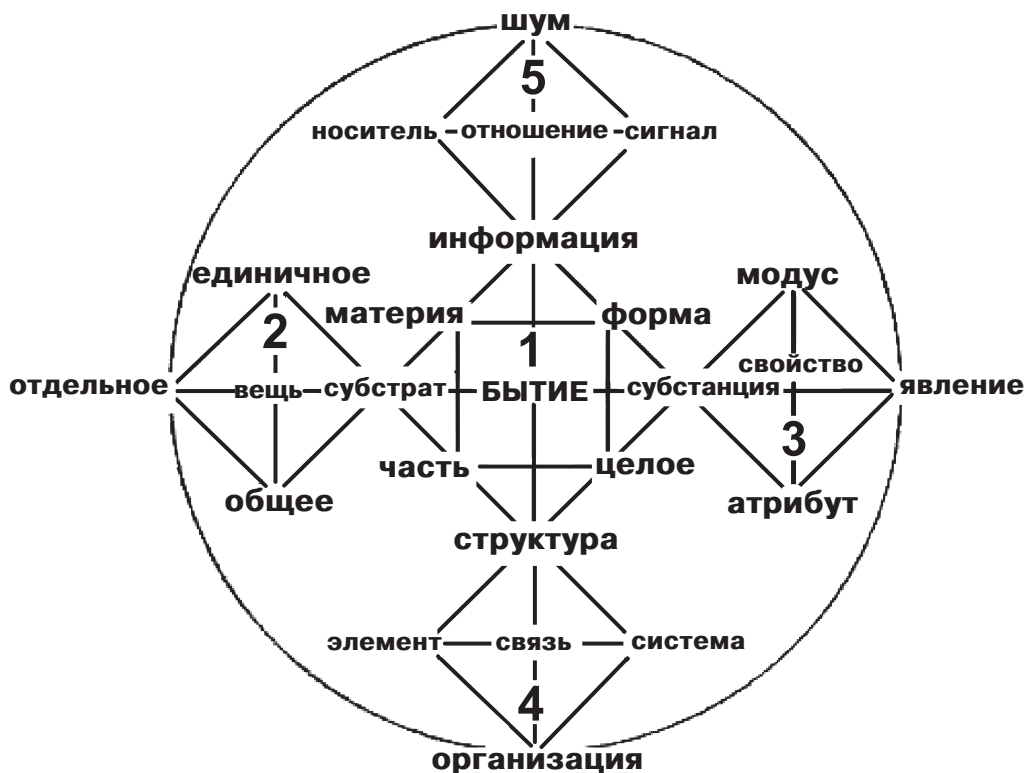 шум
5
носитель отношение сигнал
информация
единичное модус
материя форма
2 1
свойство
отдельное вещь субстрат БЫТИЕ субстанция явление
3
часть целое
общее атрибут
структура
элемент связь система
4
организация